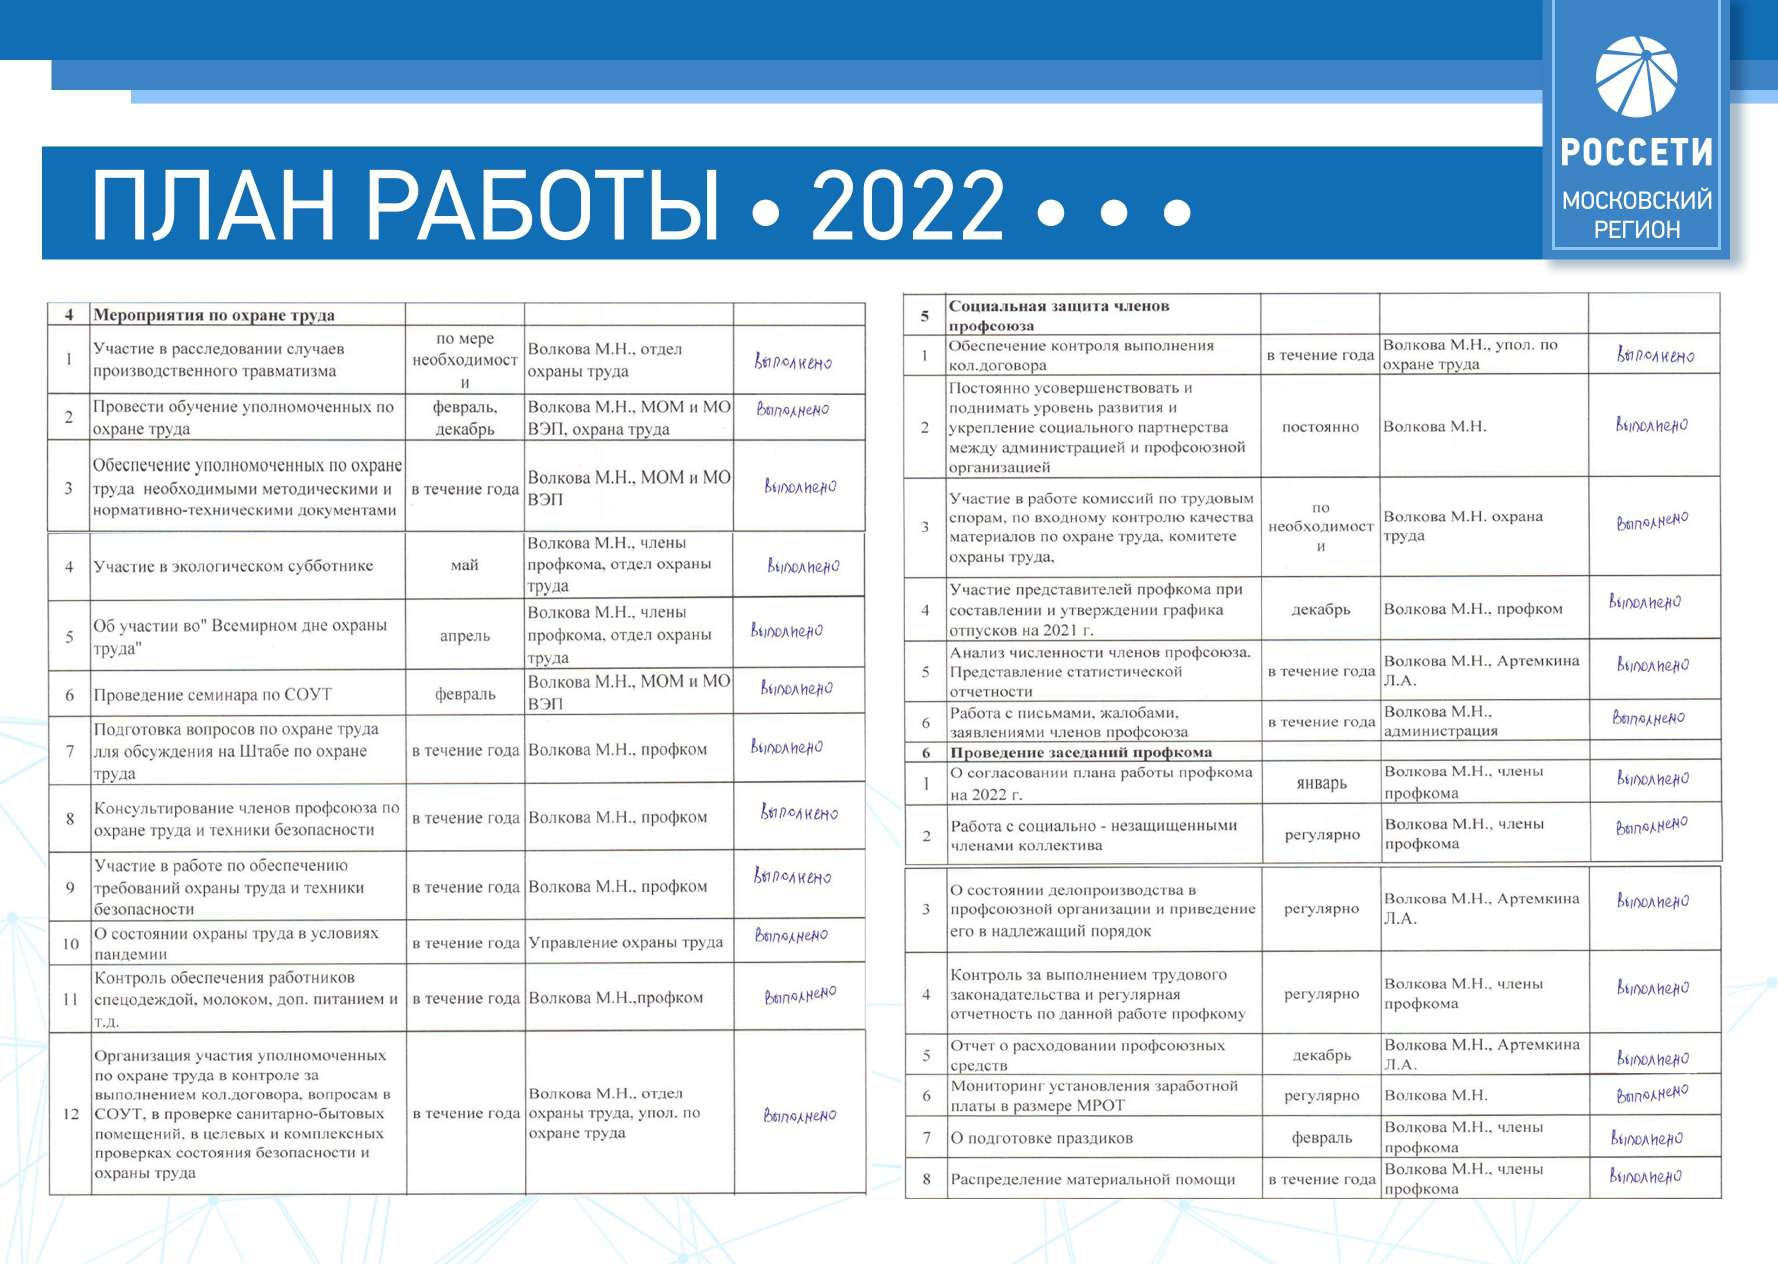 РОССЕТИ
МОСКОВСКИЙ
РЕГИОН
ПЛАН РАБОТЫ • 2022 • • •
4 Мероприятия по охране труда
1 Участие в расследовании случаев производственного травматизма по мере необходимост и Волкова М.Н., отдел охраны труда Выполнено
2 Провести обучение уполномоченных по охране труда февраль, декабрь Волкова М.Н., МОМ и МО ВЭП, охрана труда Выполнено
3 Обеспечение уполномоченных по охране труда необходимыми методическими и нормативно-техническими документами в течение года Волкова М.Н., МОМ и МО ВЭП Выполнено
4 Участие в экологическом субботнике май Волкова М.Н., члены профкома, отдел охраны труда Выполнено
5 Об участии во" Всемирном дне охраны труда" апрель Волкова М.Н., члены профкома, отдел охраны труда Выполнено
6 Проведение семинара по СОУТ февраль Волкова М.Н., МОМ и МО ВЭП Выполнено
7 Подготовка вопросов по охране труда лля обсуждения на Штабе по охране труда в течение года Волкова М.Н., профком Выполнено
8 Консультирование членов профсоюза по охране труда и техники безопасности в течение года Волкова М.Н., профком Выполнено
9 Участие в работе по обеспечению требований охраны труда и техники безопасности в течение года Волкова М.Н., профком Выполнено
10 О состоянии охраны труда в условиях пандемии в течение года Управление охраны труда Выполнено
11 Контроль обеспечения работников спецодеждой, молоком, доп. питанием и т.д. в течение года Волкова М.Н.,профком Выполнено
12 Организация участия уполномоченных по охране труда в контроле за выполнением кол.договора, вопросам в СОУТ, в проверке санитарно-бытовых помещений, в целевых и комплексных проверках состояния безопасности и охраны труда в течение года Волкова М.Н., отдел охраны труда, упол. по охране труда Выполнено
5 Социальная защита членов профсоюза
1 Обеспечение контроля выполнения кол.договора в течение года Волкова М.Н., упол. по охране труда Выполнено
2 Постоянно усовершенствовать и поднимать уровень развития и укрепление социального партнерства между администрацией и профсоюзной организацией постоянно Волкова М.Н. Выполнено
3 Участие в работе комиссий по трудовым спорам, по входному контролю качества материалов по охране труда, комитете охраны труда, по необходимост и Волкова М.Н. охрана труда Выполнено
4 Участие представителей профкома при составлении и утверждении графика отпусков на 2021 г. декабрь Волкова М.Н., профком Выполнено
5 Анализ численности членов профсоюза. Представление статистической отчетности в течение года Волкова М.Н., Артемкина Л.А. Выполнено
6 Работа с письмами, жалобами, заявлениями членов профсоюза в течение года Волкова М.Н., администрация Выполнено
6 Проведение заседаний профкома
1 О согласовании плана работы профкома на 2022 г. январь Волкова М.Н., члены профкома Выполнено
2 Работа с социально - незащищенными членами коллектива регулярно Волкова М.Н., члены профкома Выполнено
3 О состоянии делопроизводства в профсоюзной организации и приведение его в надлежащий порядок регулярно Волкова М.Н., Артемкина Л.А. Выполнено
4 Контроль за выполнением трудового законадательства и регулярная отчетность по данной работе профкому регулярно Волкова М.Н., члены профкома Выполнено
5 Отчет о расходовании профсоюзных средств декабрь Волкова М.Н., Артемкина Л.А. Выполнено
6 Мониторинг установления заработной платы в размере МРОТ регулярно Волкова М.Н. Выполнено
7 О подготовке праздиков февраль Волкова М.Н., члены профкома Выполнено
8 Распределение материальной помощи в течение года Волкова М.Н., члены профкома Выполнено